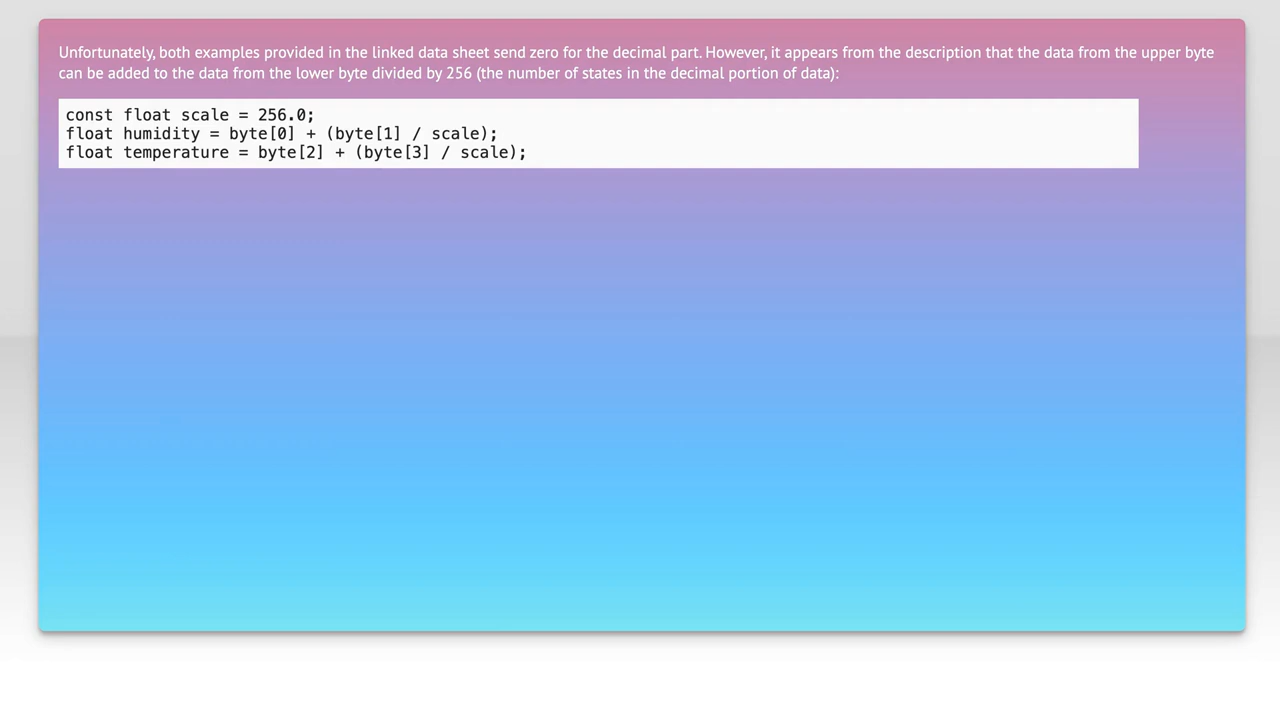 Unfortunately, both examples provided in the linked data sheet send zero for the decimal part. However, it appears from the description that the data from the upper byte
can be added to the data from the lower byte divided by 256 (the number of states in the decimal portion of data):
const float scale = 256.0;
float humidity = byte[0] + (byte[1] / scale);
float temperature = byte[2] + (byte[3] / scale);